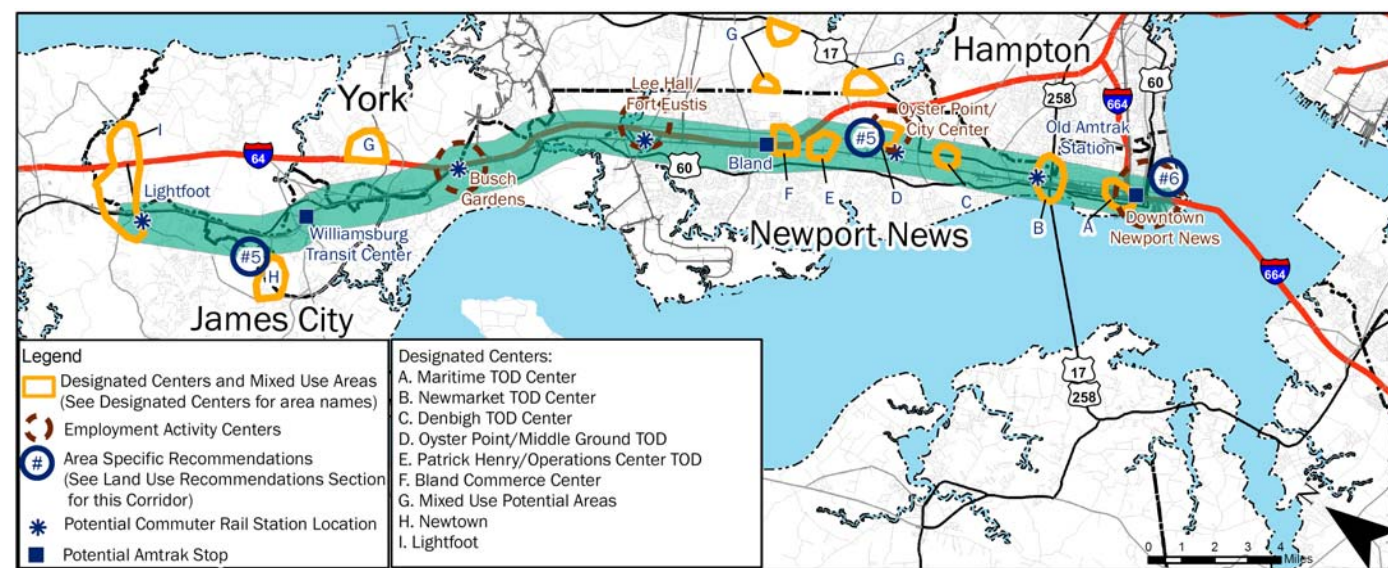 G
17
G
Hampton
60
Lee Hall/
Fort Eustis
York
258
664
Oyster Point/
City Center
I
G
64
#5
Old Amtrak
Station
Bland
60
#6
Lightfoot
Busch
Gardens
F
E
D
C
B
A
Williamsburg
Transit Center
Downtown
Newport News
Newport News
#5
H
664
James City
17
258
N
0 1 2 3 4
Miles
Legend
Designated Centers and Mixed Use Areas
(See Designated Centers for area names)
Employment Activity Centers
# Area Specific Recommendations
(See Land Use Recommendations Section
for this Corridor)
Potential Commuter Rail Station Location
Potential Amtrak Stop
Designated Centers:
A. Maritime TOD Center
B. Newmarket TOD Center
C. Denbigh TOD Center
D. Oyster Point/Middle Ground TOD
E. Patrick Henry/Operations Center TOD
F. Bland Commerce Center
G. Mixed Use Potential Areas
H. Newtown
I. Lightfoot